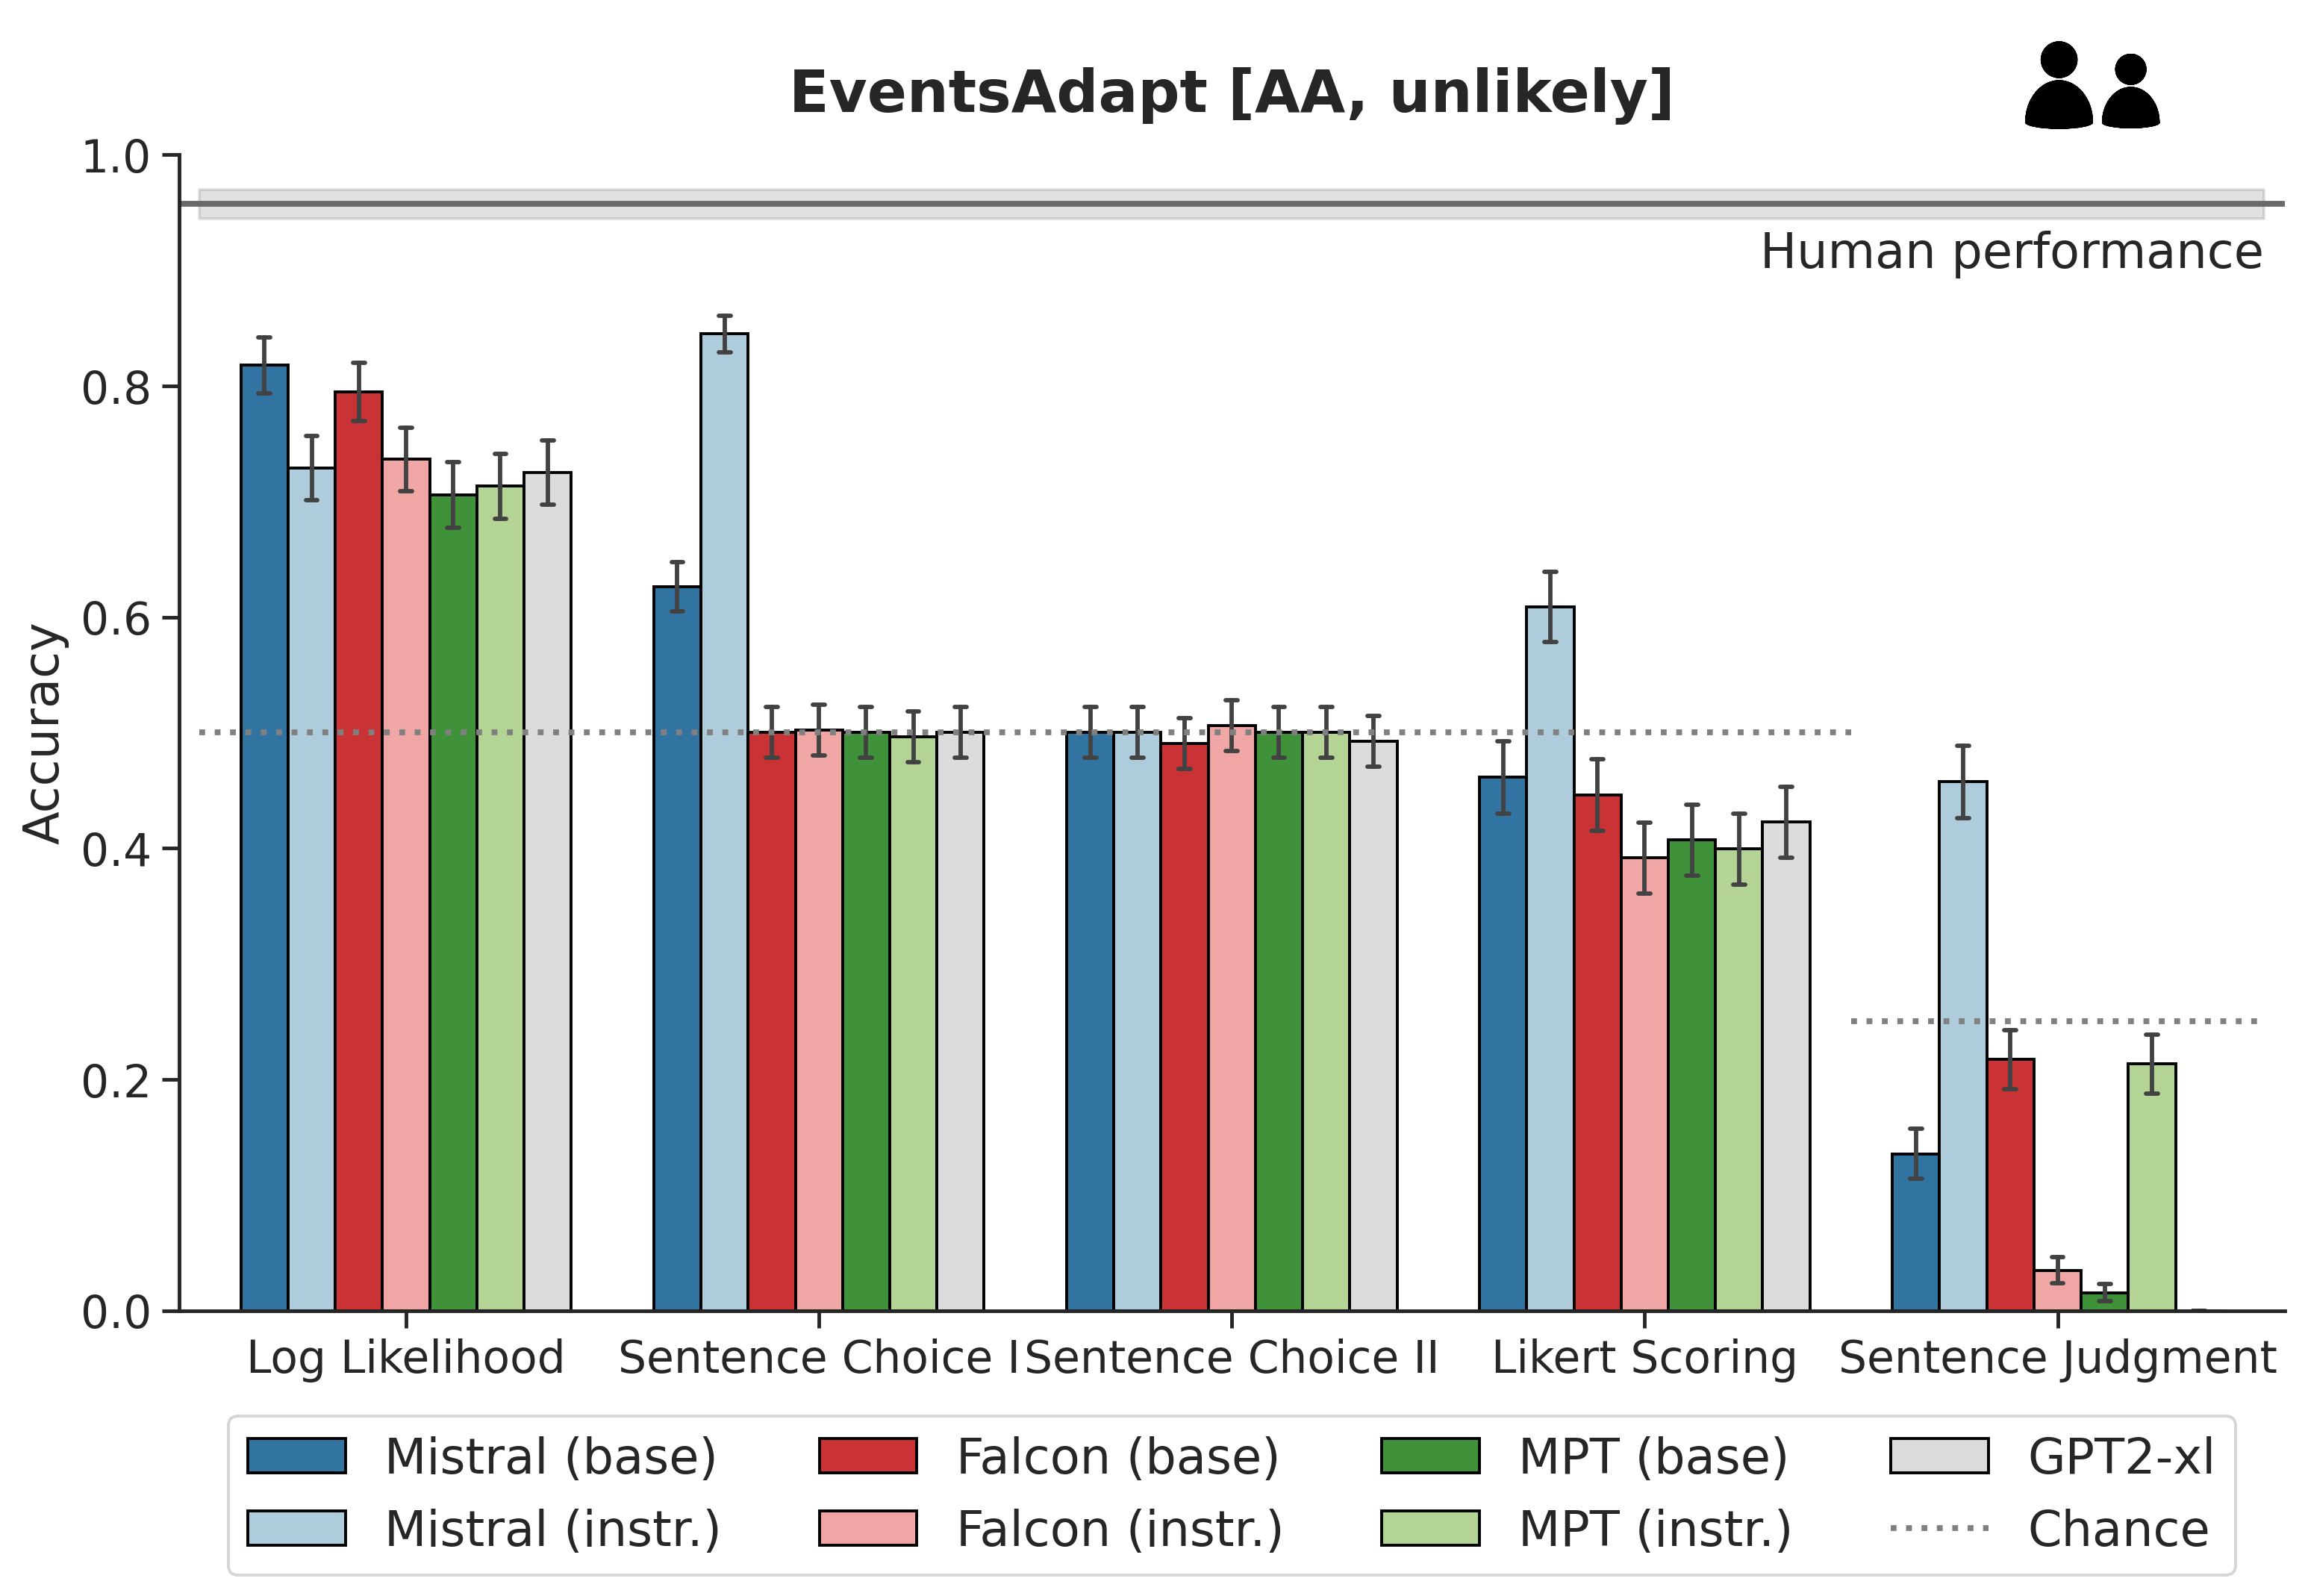 EventsAdapt [AA, unlikely]
1.0
Human performance
0.8
0.6
Accuracy
0.4
0.2
0.0
Log Likelihood
Sentence Choice I
Sentence Choice II
Likert Scoring
Sentence Judgment
Mistral (base)
Falcon (base)
MPT (base)
GPT2-xl
Mistral (instr.)
Falcon (instr.)
MPT (instr.)
Chance